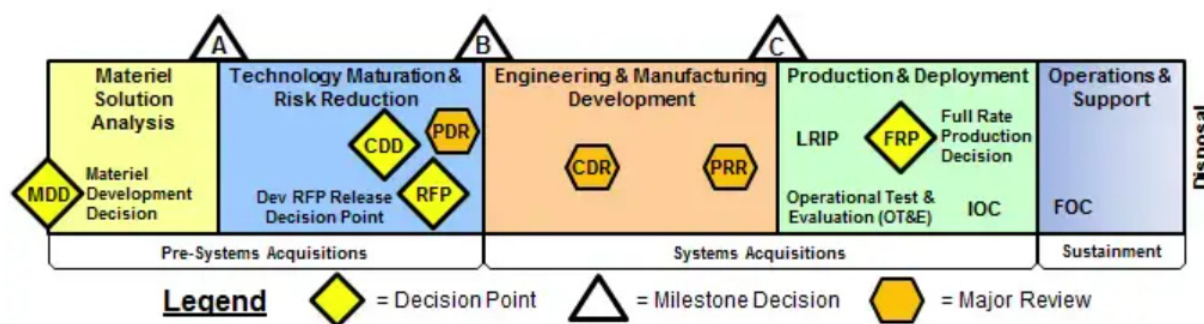 A
B
C
Materiel
Solution
Analysis
Technology Maturation &
Risk Reduction
Engineering & Manufacturing
Development
Production & Deployment
Operations &
Support
MDD
Materiel
Development
Decision
CDD
PDR
Dev RFP Release
Decision Point
RFP
CDR
PRR
LRIP
FRP
Full Rate
Production
Decision
Operational Test &
Evaluation (OT&E)
IOC
FOC
Disposal
Pre-Systems Acquisitions
Systems Acquisitions
Sustainment
Legend
= Decision Point
= Milestone Decision
= Major Review